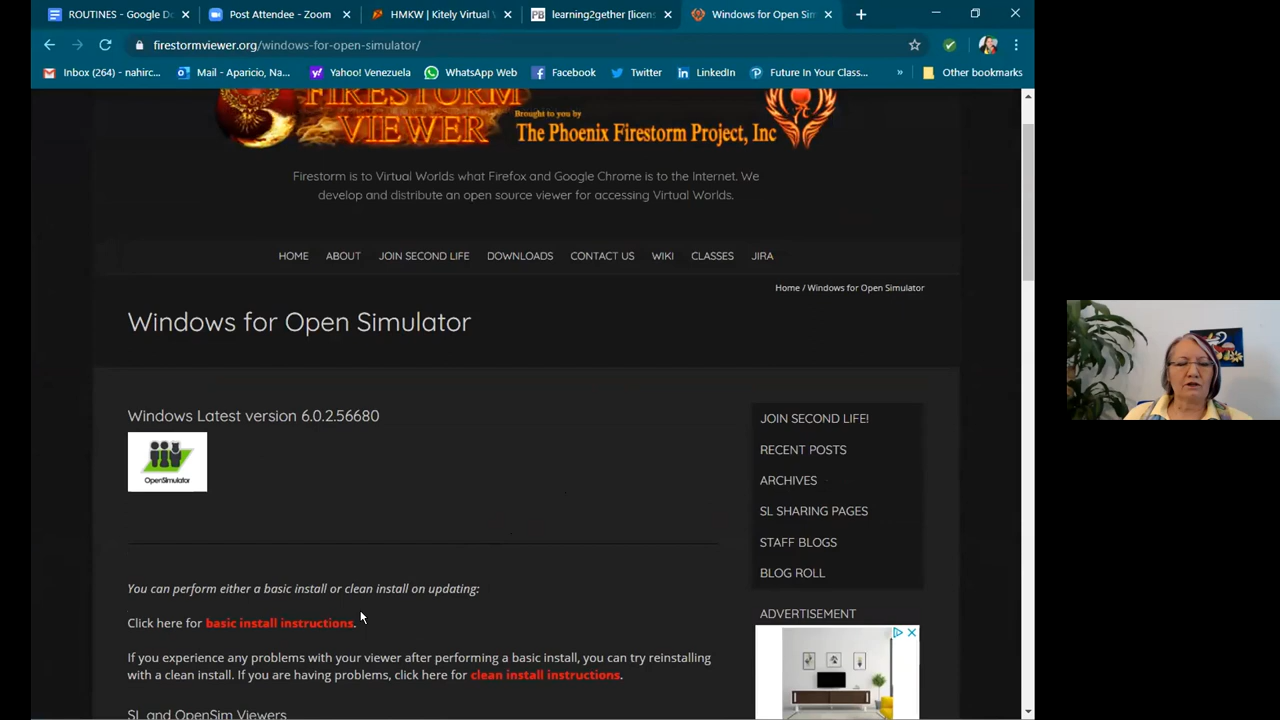 ROUTINES - Google Do
Post Attendee - Zoom
HMKW | Kitely Virtual
learning2gether [licens
Windows for Open Sim
firestormviewer.org/windows-for-open-simulator/
Inbox (264) - nahirc...
Mail - Aparicio, Na...
Yahoo! Venezuela
WhatsApp Web
Facebook
Twitter
LinkedIn
Future In Your Class...
»
Other bookmarks
FIRESTORM
VIEWER
Brought to you by
The Phoenix Firestorm Project, Inc
Firestorm is to Virtual Worlds what Firefox and Google Chrome is to the Internet. We
develop and distribute an open source viewer for accessing Virtual Worlds.
HOME ABOUT JOIN SECOND LIFE DOWNLOADS CONTACT US WIKI CLASSES JIRA
Home / Windows for Open Simulator
Windows for Open Simulator
Windows Latest version 6.0.2.56680
OpenSimulator
You can perform either a basic install or clean install on updating:
Click here for basic install instructions.
If you experience any problems with your viewer after performing a basic install, you can try reinstalling
with a clean install. If you are having problems, click here for clean install instructions.
SL and OpenSim Viewers
JOIN SECOND LIFE!
RECENT POSTS
ARCHIVES
SL SHARING PAGES
STAFF BLOGS
BLOG ROLL
ADVERTISEMENT